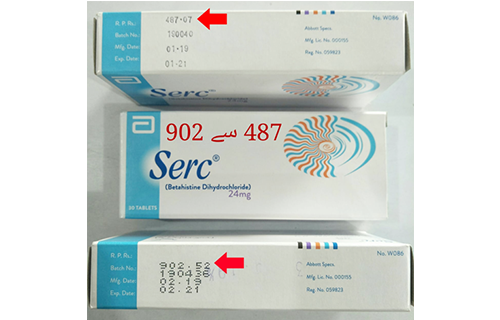 R. P. Rs.: 487.07
Batch No.: 190040
Mfg. Date: 01-19
Exp. Date: 01-21
Abbott Specs.
Mfg. Lic. No. 000155
Reg. No. 059823
No. W086
Serc®
24mg
487 سے 902
Serc®
(Betahistine Dihydrochloride)
24mg
30 TABLETS
R. P. Rs.: 902.52
Batch No.: 190436
Mfg. Date: 02.19
Exp. Date: 02.21
Abbott Specs.
Mfg. Lic. No. 000155
Reg. No. 059823
No. W086